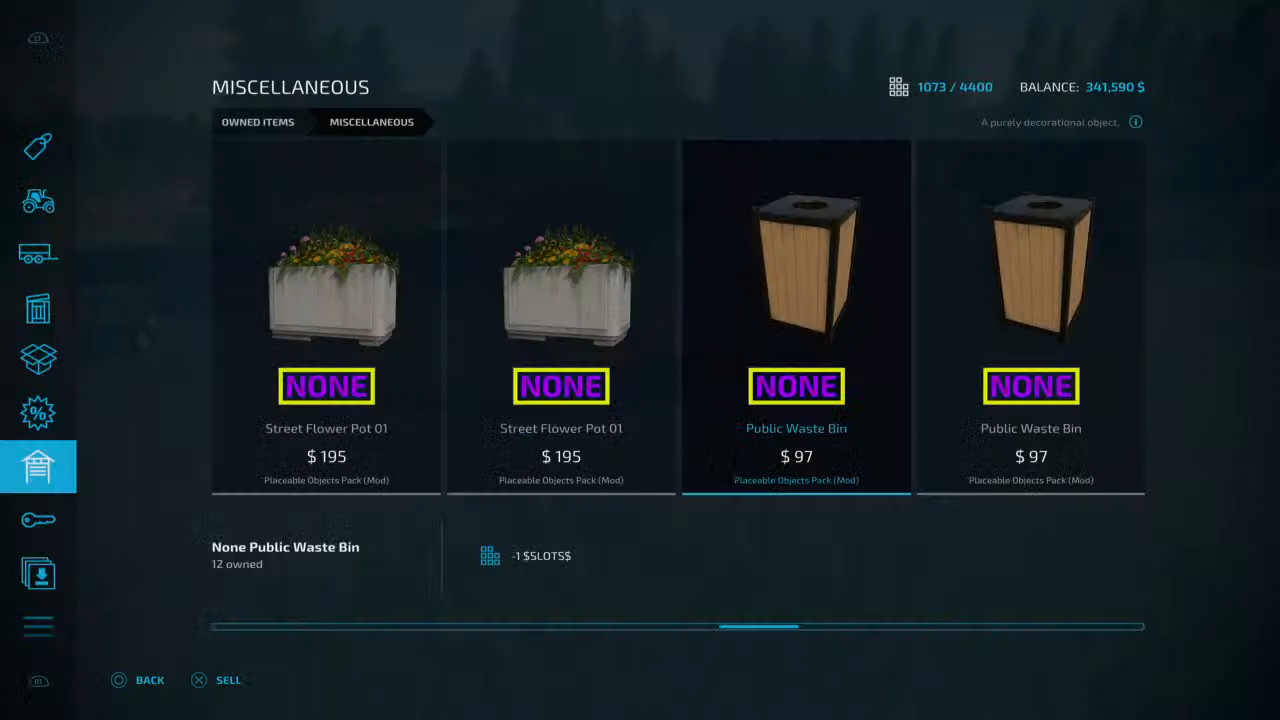 MISCELLANEOUS
1073 / 4400
BALANCE: 341,590 $
OWNED ITEMS
MISCELLANEOUS
A purely decorational object.
NONE
Street Flower Pot 01
$ 195
Placeable Objects Pack (Mod)
NONE
Street Flower Pot 01
$ 195
Placeable Objects Pack (Mod)
NONE
Public Waste Bin
$ 97
Placeable Objects Pack (Mod)
NONE
Public Waste Bin
$ 97
Placeable Objects Pack (Mod)
None Public Waste Bin
12 owned
-1 $SLOTS$
BACK
SELL